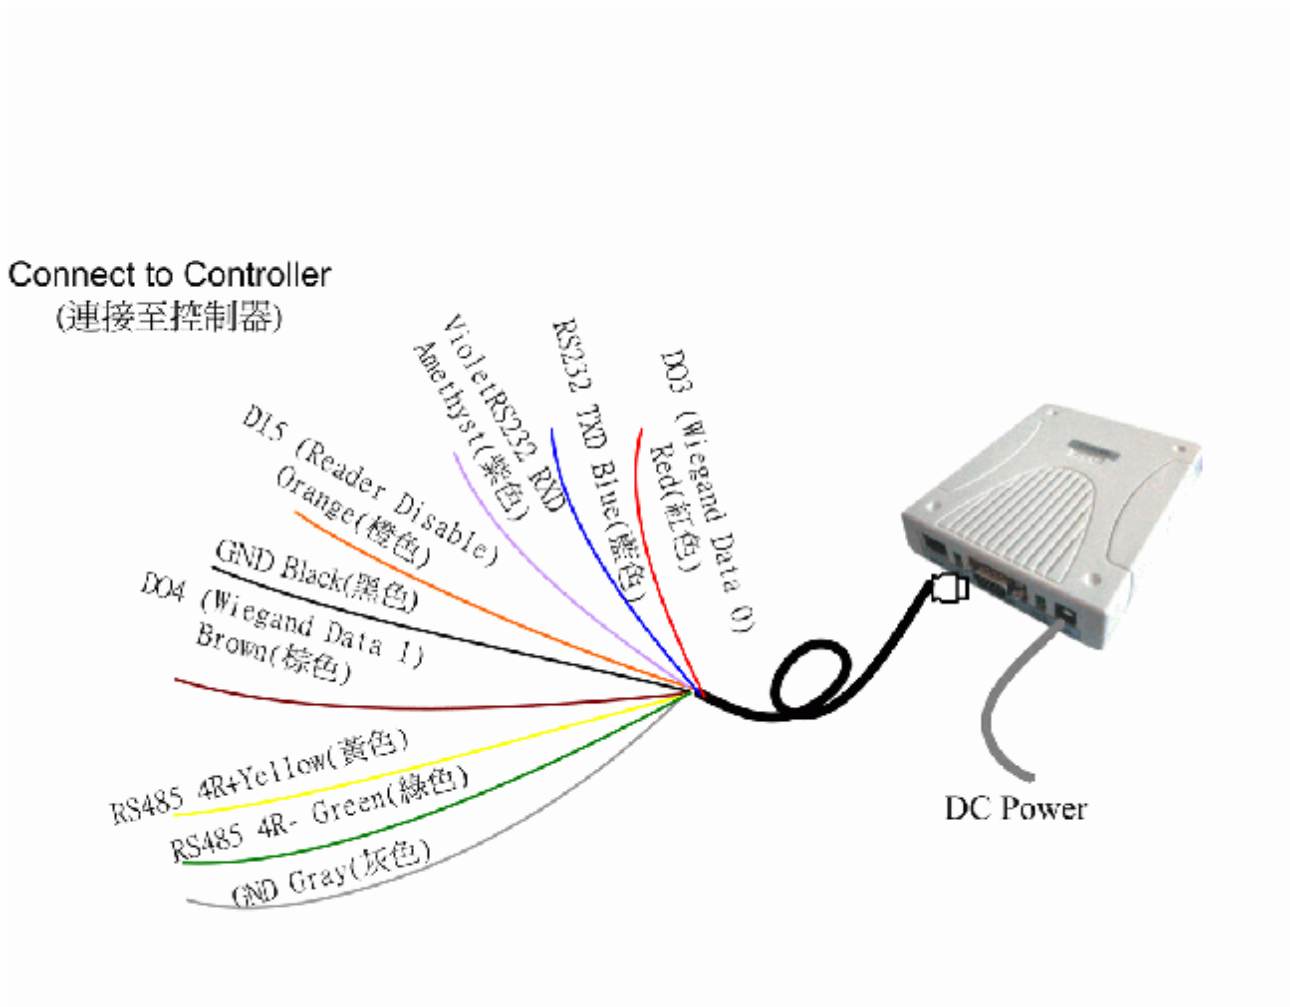 Connect to Controller
(連接至控制器)
DO3 (Wiegand Data 0)
Red(紅色)
RS232 TXD Blue(藍色)
VioletRS232 RXD
Amethyst(紫色)
DI5 (Reader Disable)
Orange(橙色)
GND Black(黑色)
DO4 (Wiegand Data 1)
Brown(棕色)
RS485 4R+Yellow(黃色)
RS485 4R- Green(綠色)
GND Gray(灰色)
DC Power